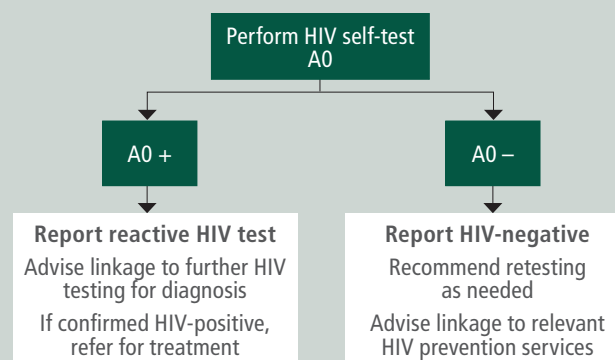 Perform HIV self-test
A0
A0 +
A0 –
Report reactive HIV test
Advise linkage to further HIV
testing for diagnosis
If confirmed HIV-positive,
refer for treatment
Report HIV-negative
Recommend retesting
as needed
Advise linkage to relevant
HIV prevention services